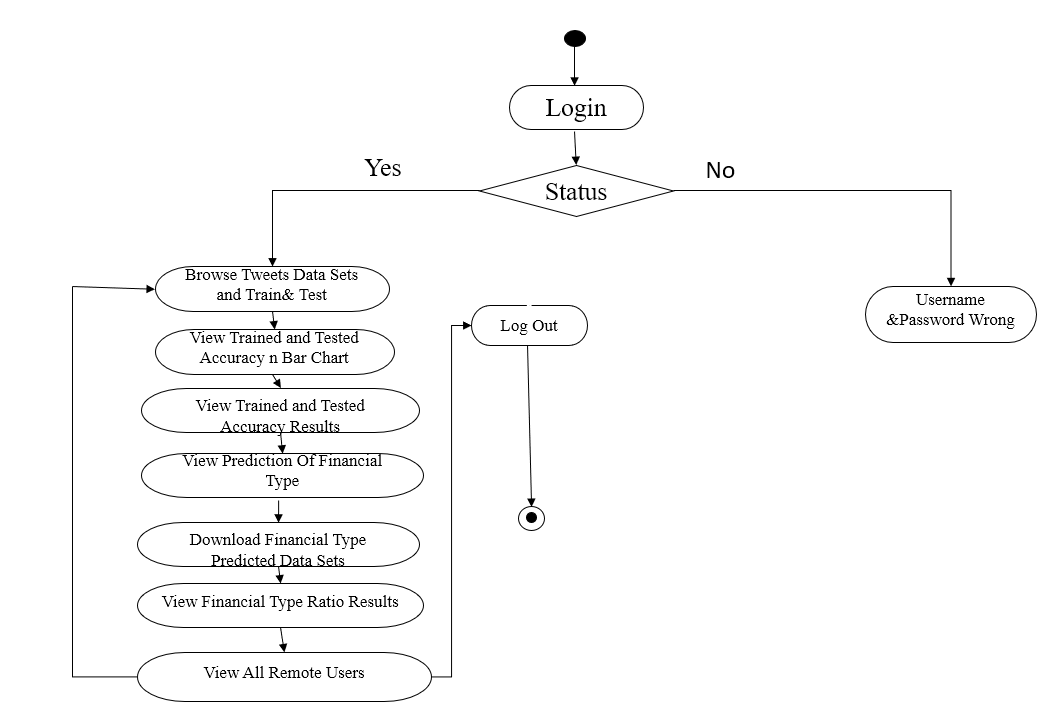 Login
Yes
No
Status
Browse Tweets Data Sets
and Train& Test
Username
&Password Wrong
Log Out
View Trained and Tested
Accuracy n Bar Chart
View Trained and Tested
Accuracy Results
View Prediction Of Financial
Type
Download Financial Type
Predicted Data Sets
View Financial Type Ratio Results
View All Remote Users